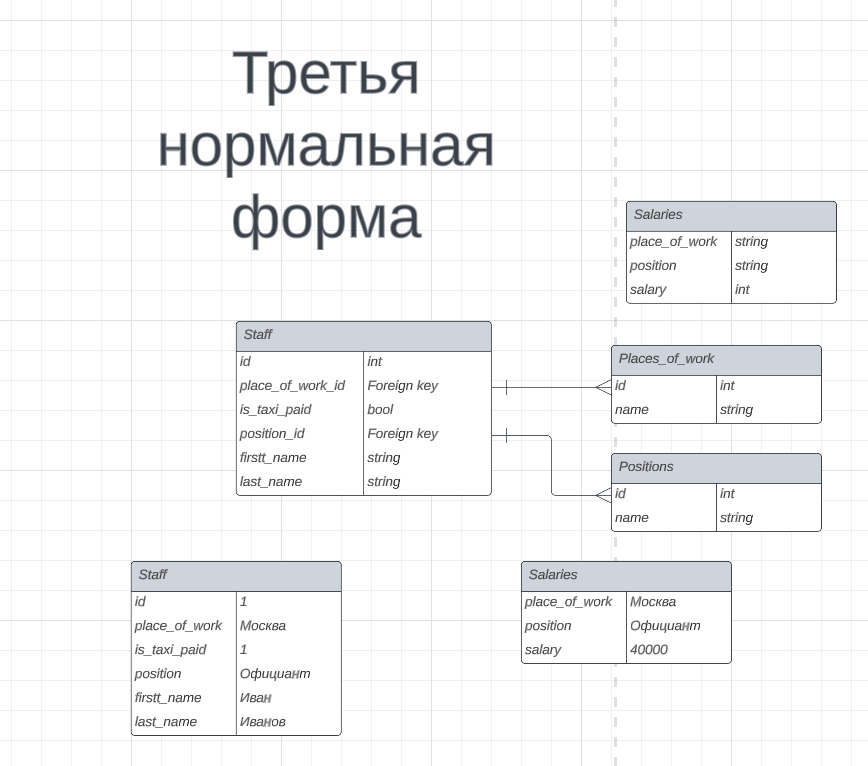 Третья
нормальная
форма
Salaries
place_of_work string
position string
salary int
Staff
id int
place_of_work_id Foreign key
is_taxi_paid bool
position_id Foreign key
firstt_name string
last_name string
Places_of_work
id int
name string
Positions
id int
name string
Staff
id 1
place_of_work Москва
is_taxi_paid 1
position Официант
firstt_name Иван
last_name Иванов
Salaries
place_of_work Москва
position Официант
salary 40000